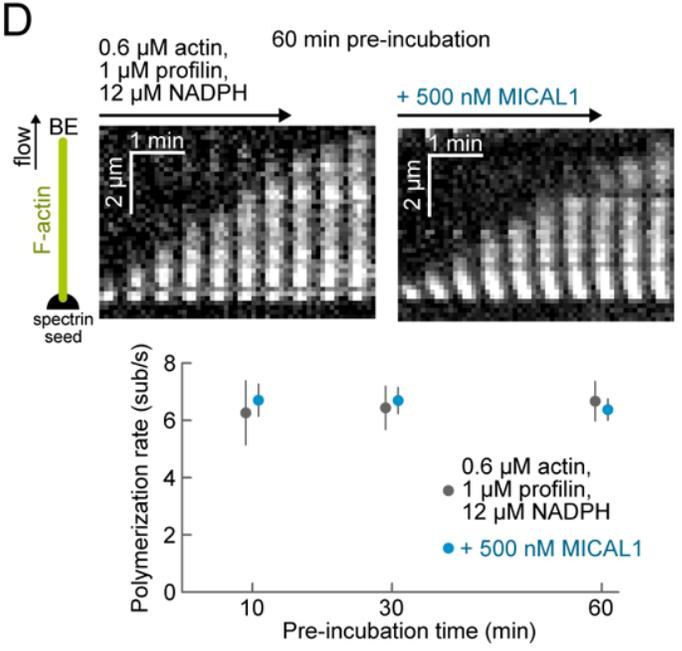 D
0.6 µM actin,
1 µM profilin,
12 µM NADPH
60 min pre-incubation
+ 500 nM MICAL1
flow
BE
F-actin
spectrin
seed
1 min
2 µm
1 min
2 µm
Polymerization rate (sub/s)
8
6
4
2
0
10
30
60
Pre-incubation time (min)
0.6 µM actin,
1 µM profilin,
12 µM NADPH
+ 500 nM MICAL1